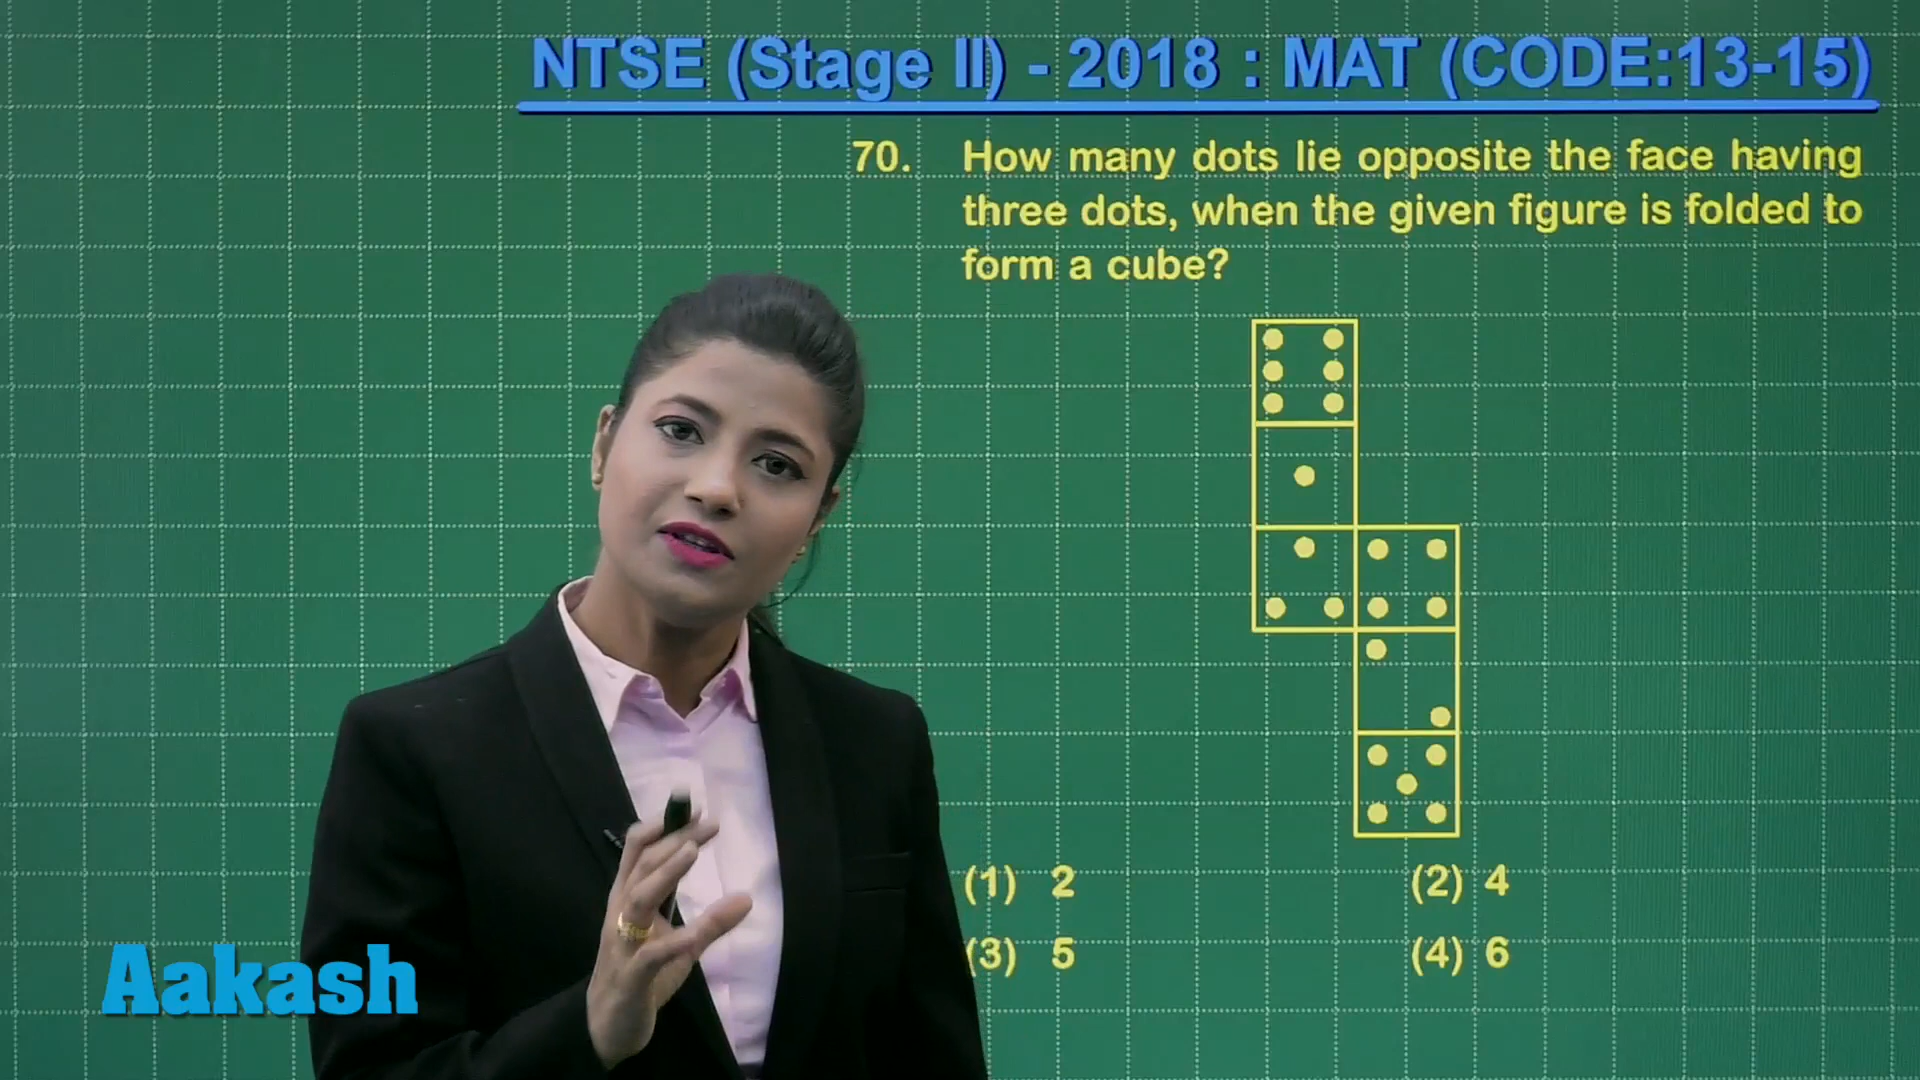 NTSE (Stage II) - 2018 : MAT (CODE:13-15)
70. How many dots lie opposite the face having
three dots, when the given figure is folded to
form a cube?
(1) 2 (2) 4
(3) 5 (4) 6
Aakash